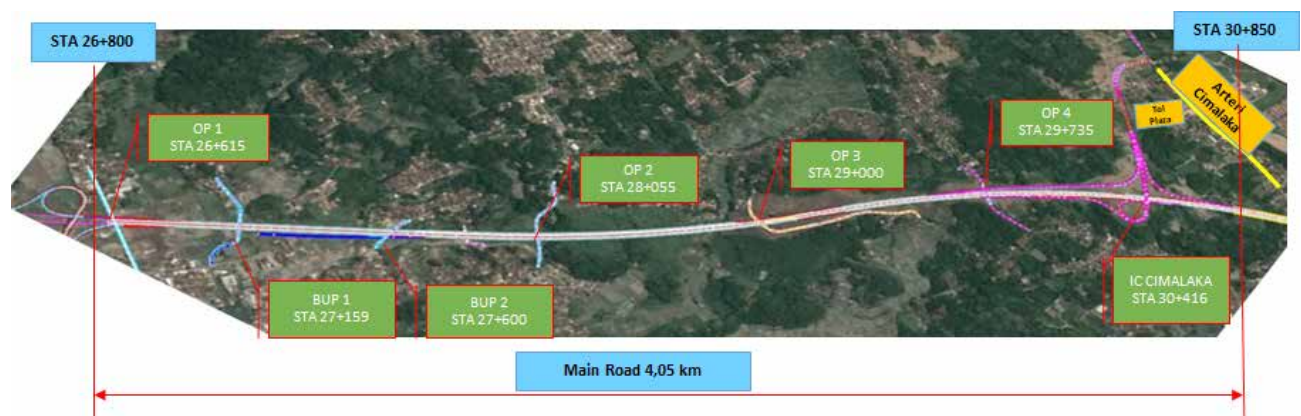 STA 26+800
STA 30+850
OP 1
STA 26+615
OP 2
STA 28+055
OP 3
STA 29+000
OP 4
STA 29+735
Tol
Plaza
Arteri
Cimalaka
BUP 1
STA 27+159
BUP 2
STA 27+600
IC CIMALAKA
STA 30+416
Main Road 4,05 km